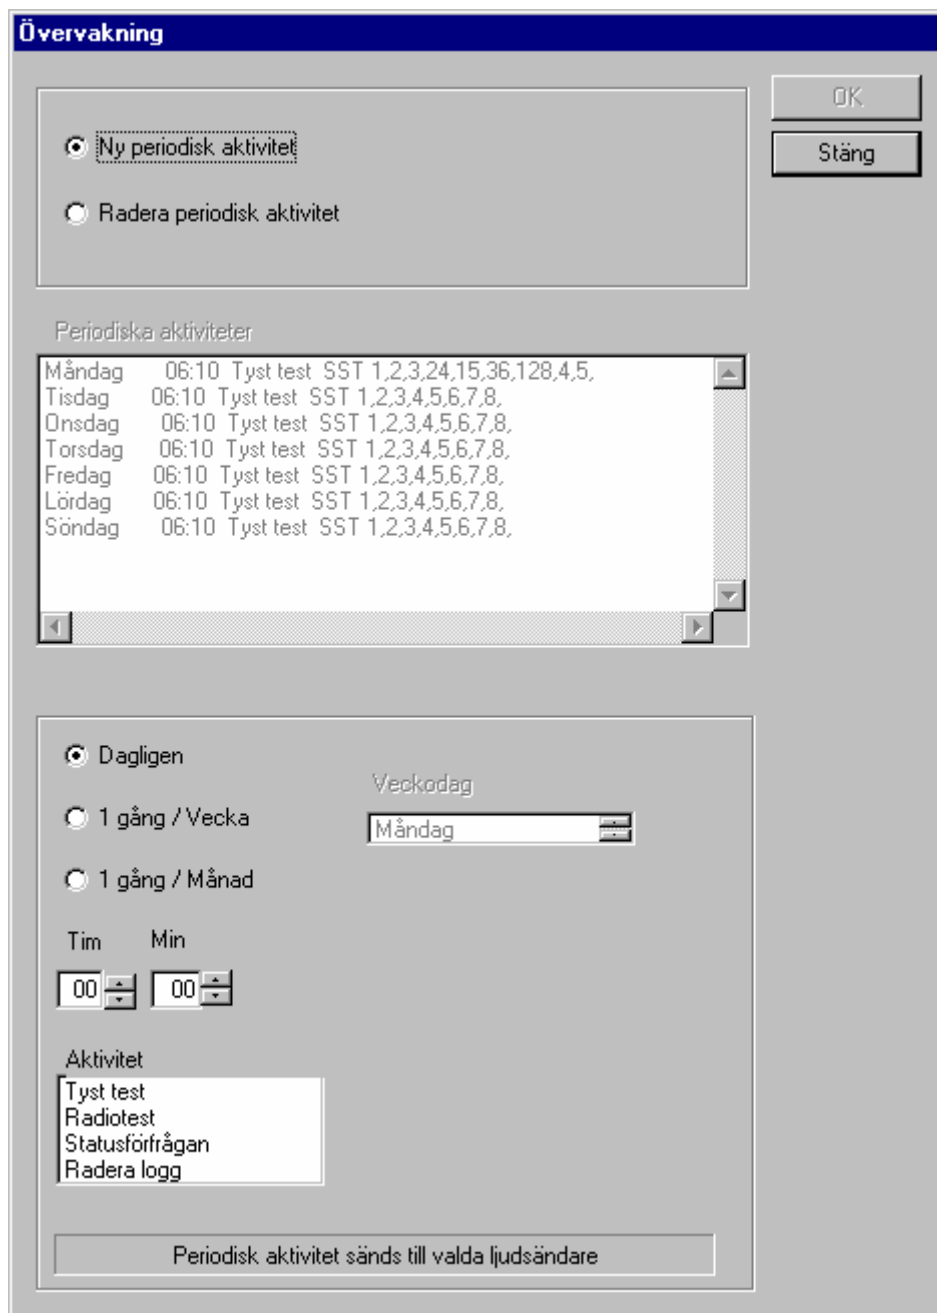 Övervakning
OK
Ny periodisk aktivitet
Stäng
Radera periodisk aktivitet
Periodiska aktiviteter
Måndag 06:10 Tyst test SST 1,2,3,24,15,36,128,4,5,
Tisdag 06:10 Tyst test SST 1,2,3,4,5,6,7,8,
Onsdag 06:10 Tyst test SST 1,2,3,4,5,6,7,8,
Torsdag 06:10 Tyst test SST 1,2,3,4,5,6,7,8,
Fredag 06:10 Tyst test SST 1,2,3,4,5,6,7,8,
Lördag 06:10 Tyst test SST 1,2,3,4,5,6,7,8,
Söndag 06:10 Tyst test SST 1,2,3,4,5,6,7,8,
Dagligen
Veckodag
1 gång / Vecka
Måndag
1 gång / Månad
Tim Min
00 00
Aktivitet
Tyst test
Radiotest
Statusförfrågan
Radera logg
Periodisk aktivitet sänds till valda ljudsändare